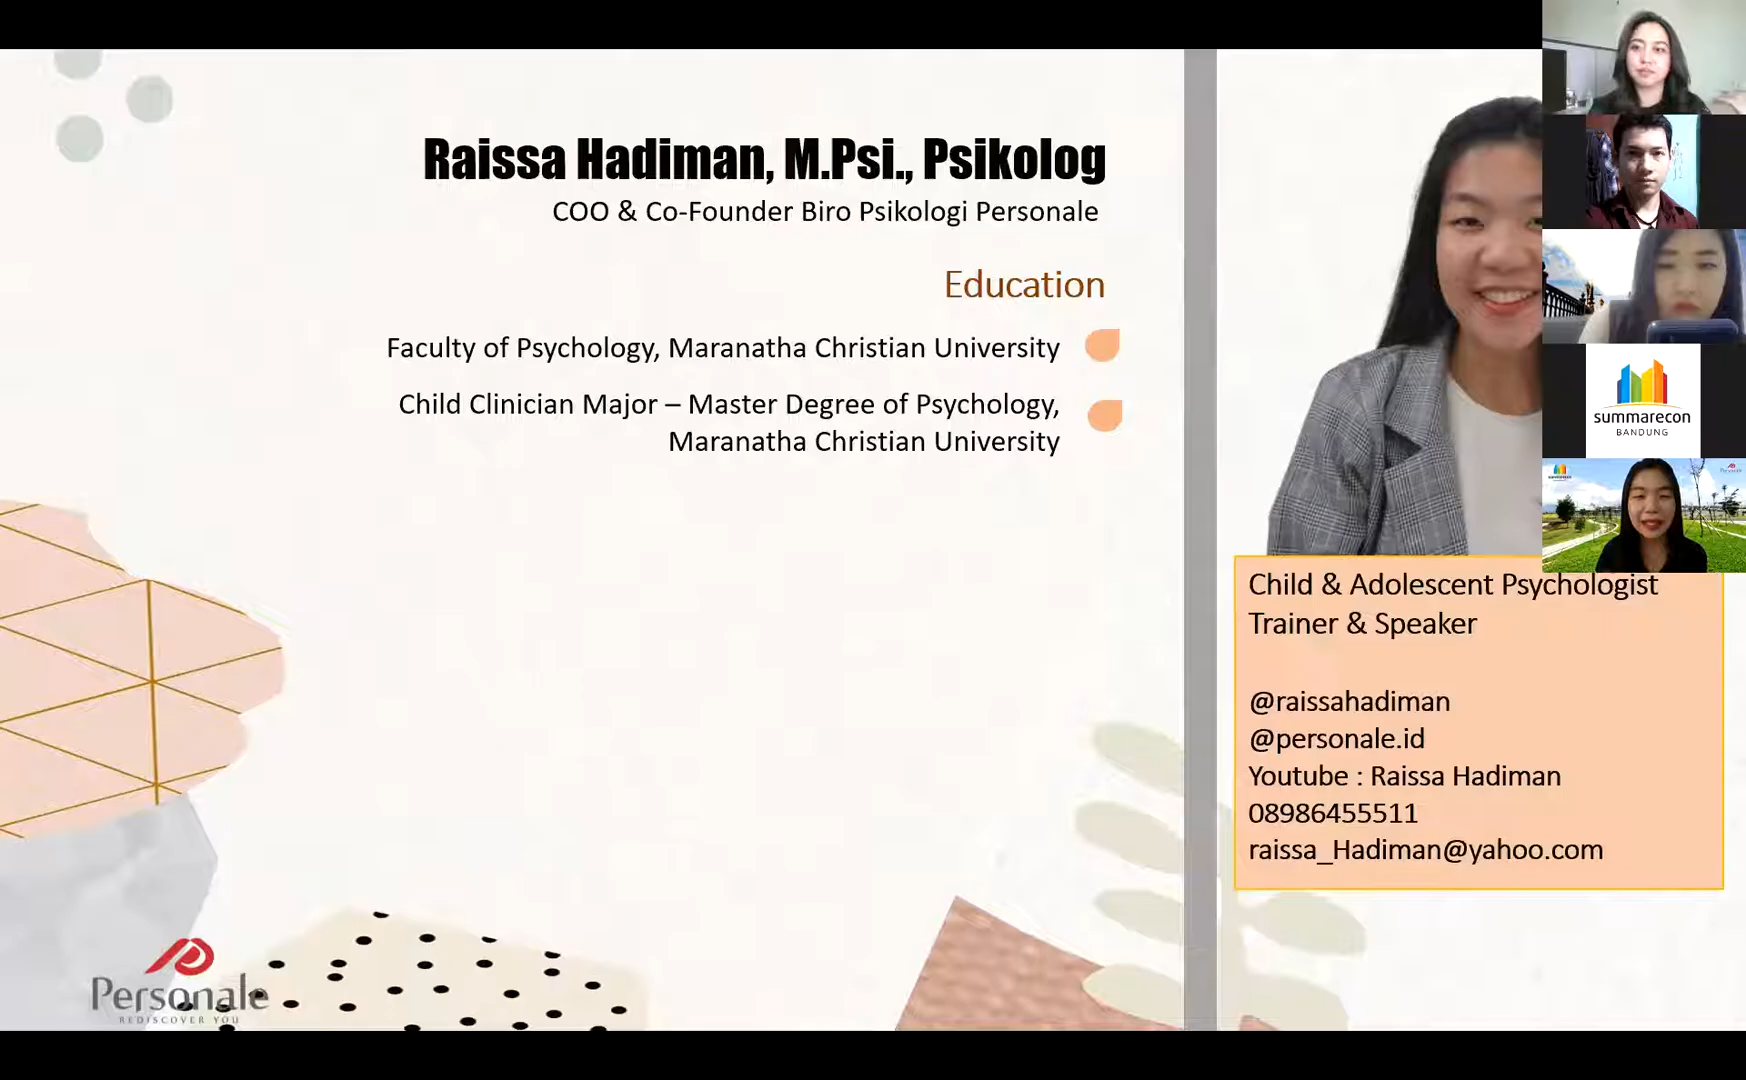 Raissa Hadiman, M.Psi., Psikolog
COO & Co-Founder Biro Psikologi Personale
Education
Faculty of Psychology, Maranatha Christian University
Child Clinician Major – Master Degree of Psychology,
Maranatha Christian University
summarecon
BANDUNG
Child & Adolescent Psychologist
Trainer & Speaker
@raissahadiman
@personale.id
Youtube : Raissa Hadiman
08986455511
raissa_Hadiman@yahoo.com
Personale
REDISCOVER YOU